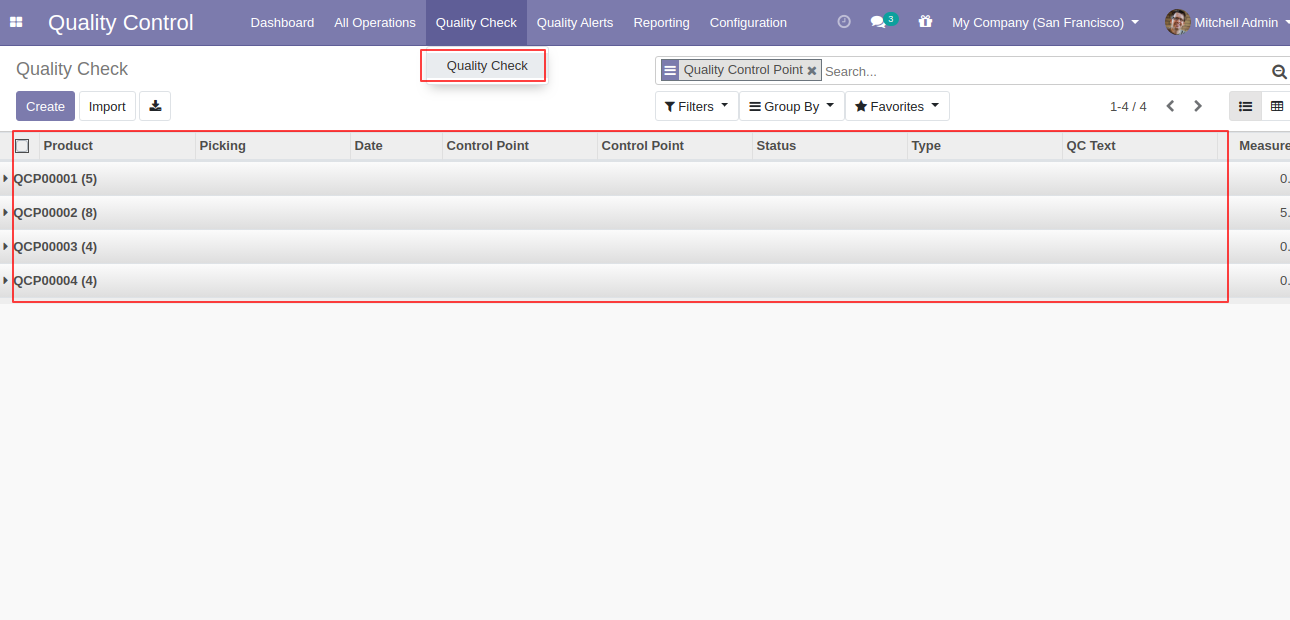 Quality Control Dashboard All Operations Quality Check Quality Alerts Reporting Configuration 3 My Company (San Francisco) Mitchell Admin
Quality Check
Quality Check Quality Control Point Search...
Create Import Filters Group By Favorites 1-4 / 4
Product Picking Date Control Point Control Point Status Type QC Text Measure
QCP00001 (5) 0.
QCP00002 (8) 5.
QCP00003 (4) 0.
QCP00004 (4) 0.